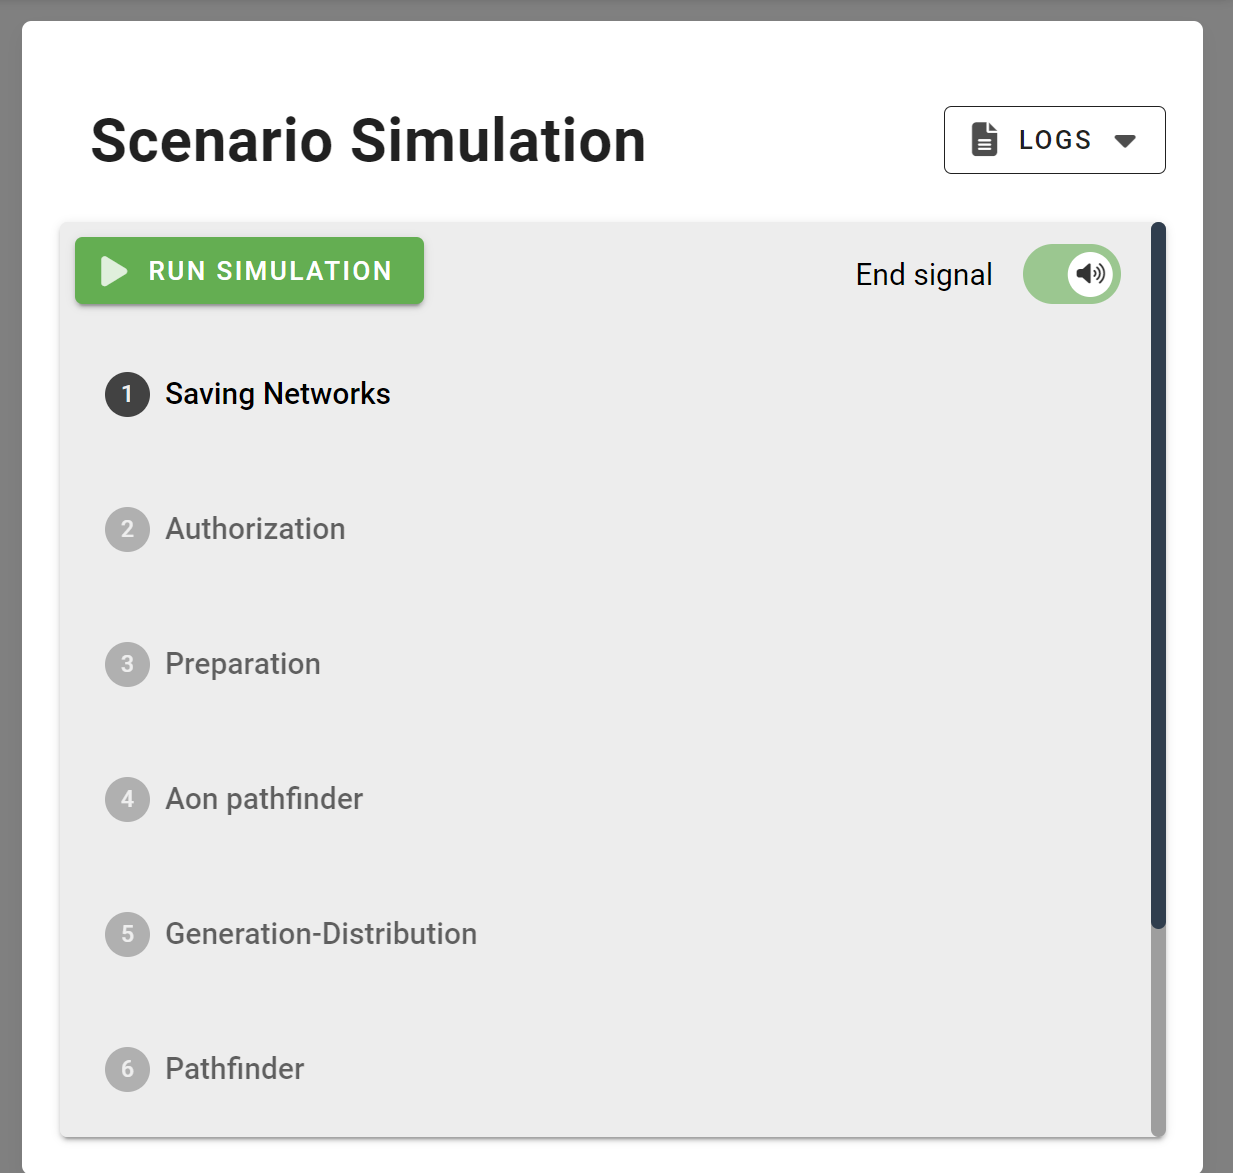 Scenario Simulation
LOGS
RUN SIMULATION
End signal
1 Saving Networks
2 Authorization
3 Preparation
4 Aon pathfinder
5 Generation-Distribution
6 Pathfinder